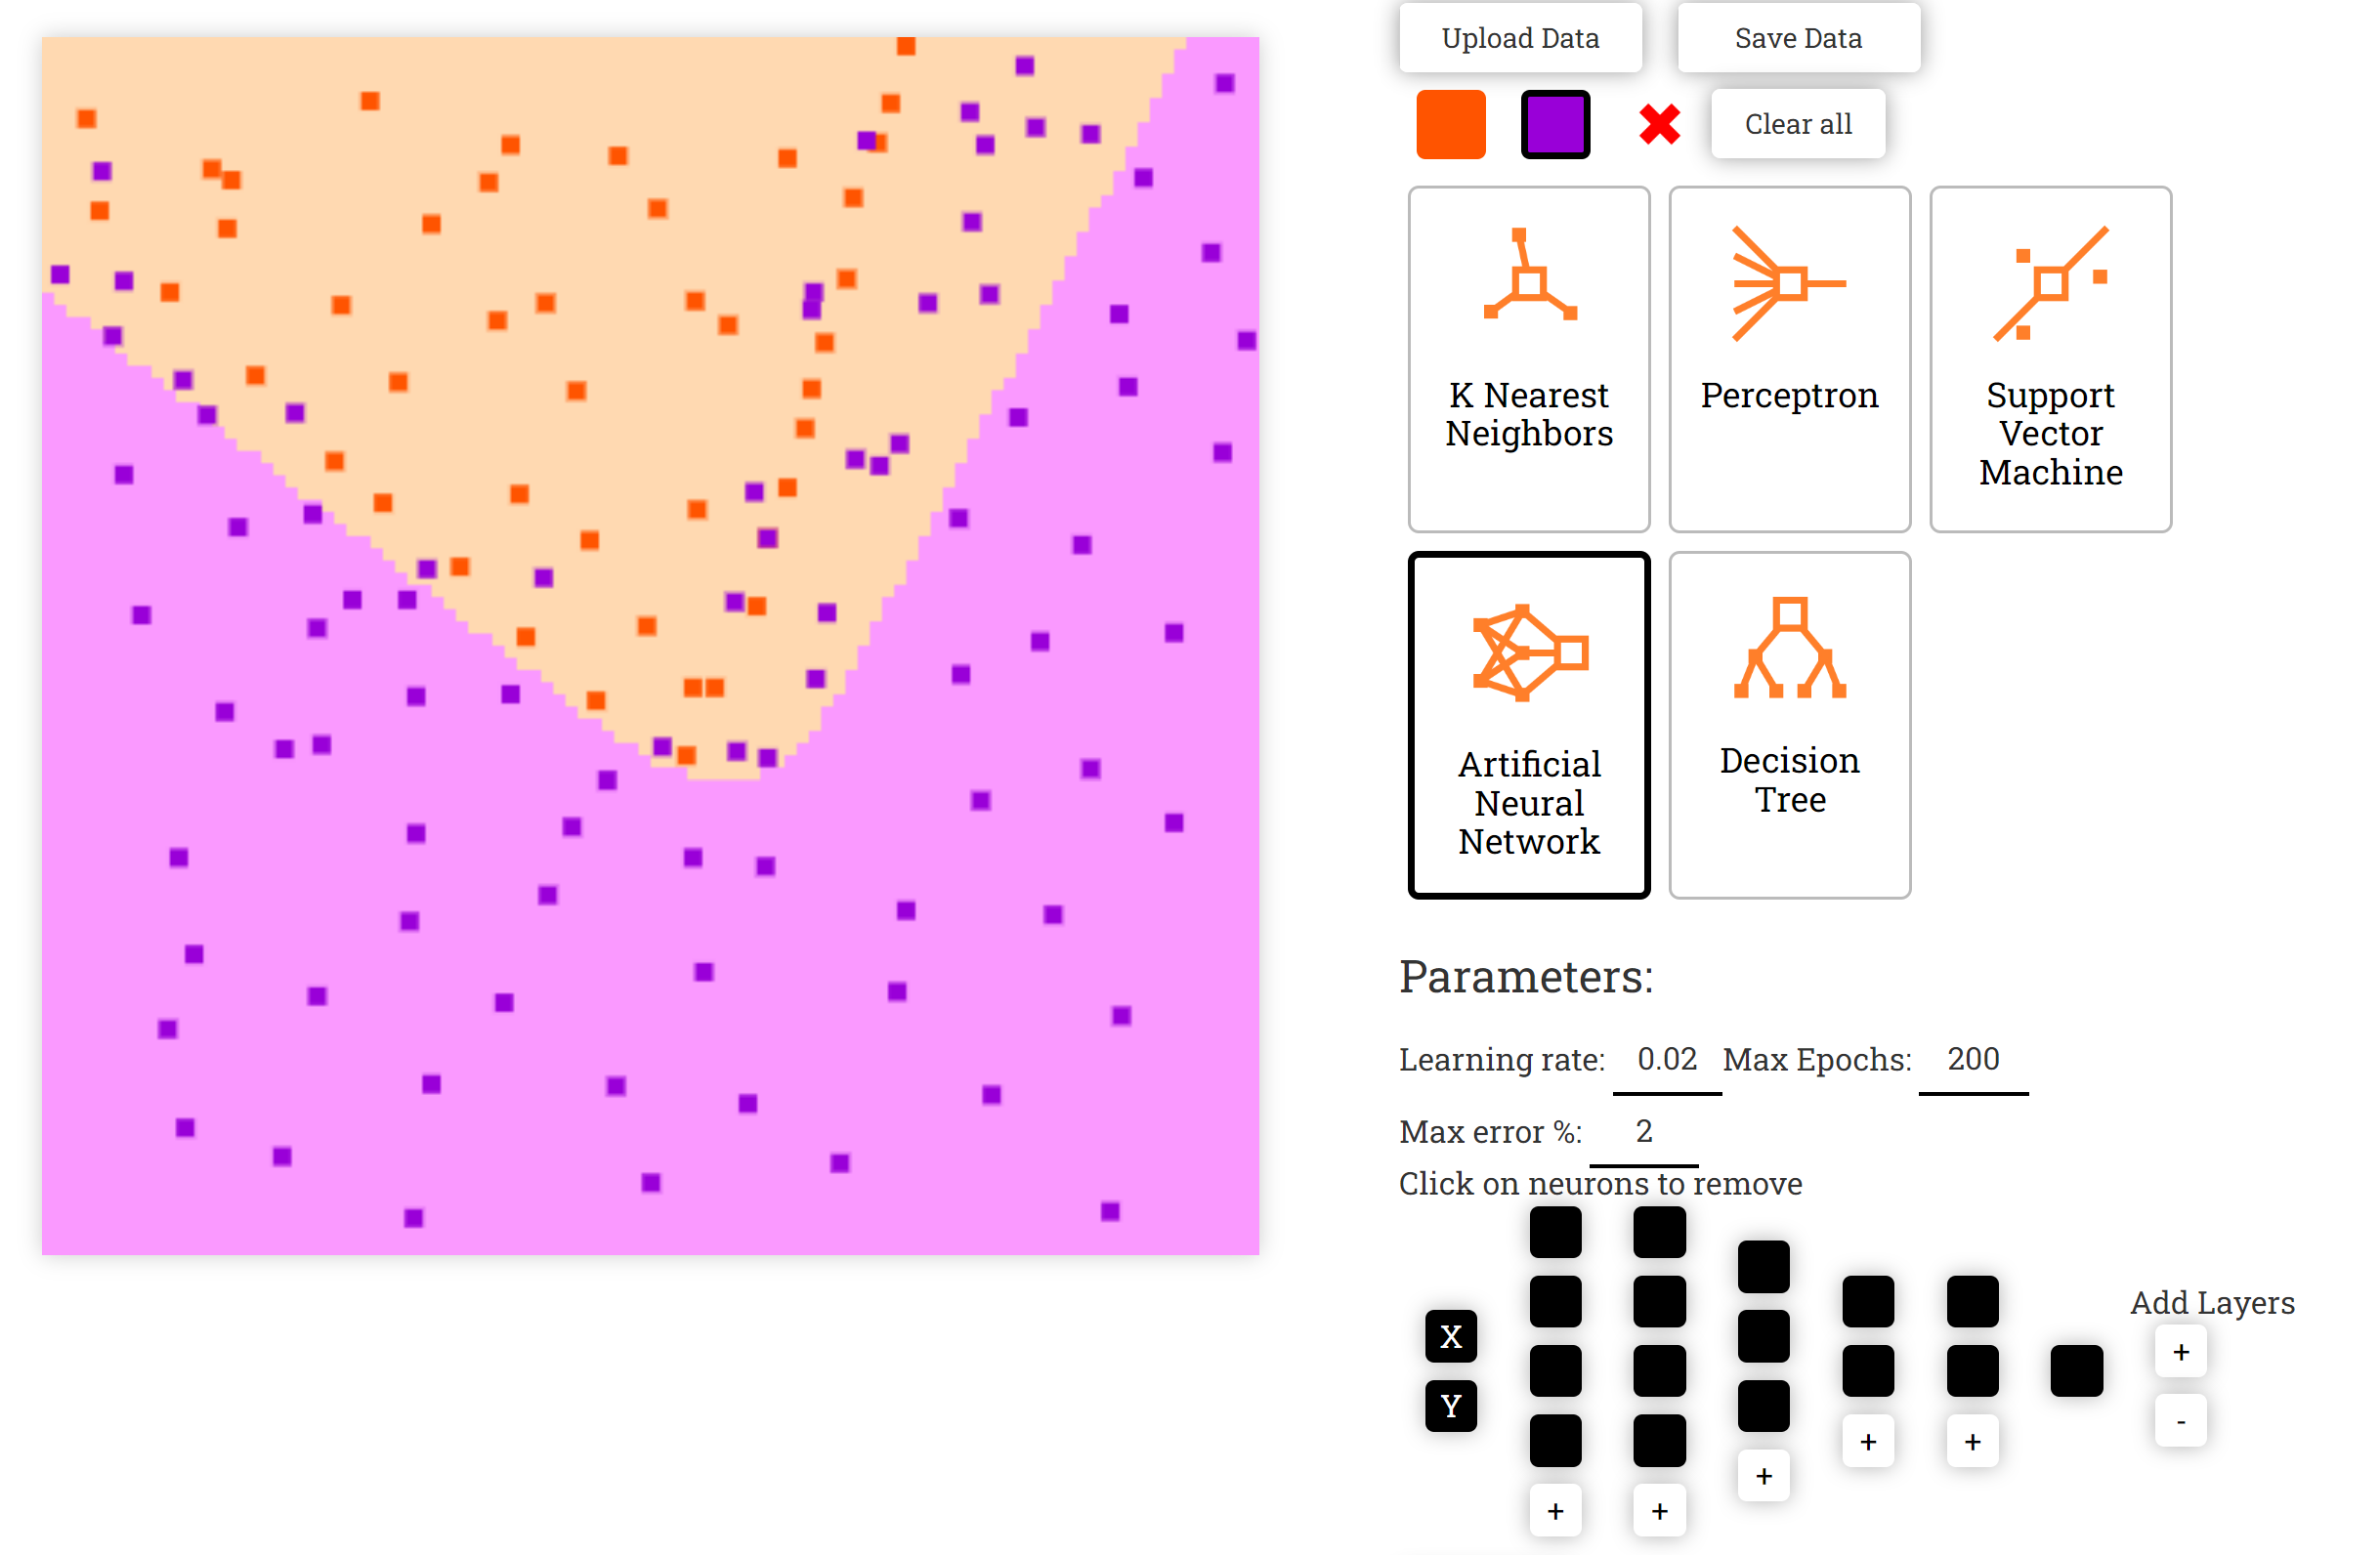 Upload Data
Save Data
Clear all
K Nearest
Neighbors
Perceptron
Support
Vector
Machine
Artificial
Neural
Network
Decision
Tree
Parameters:
Learning rate: 0.02 Max Epochs: 200
Max error %: 2
Click on neurons to remove
Add Layers
X
+
Y
-
+ +
+
+ +